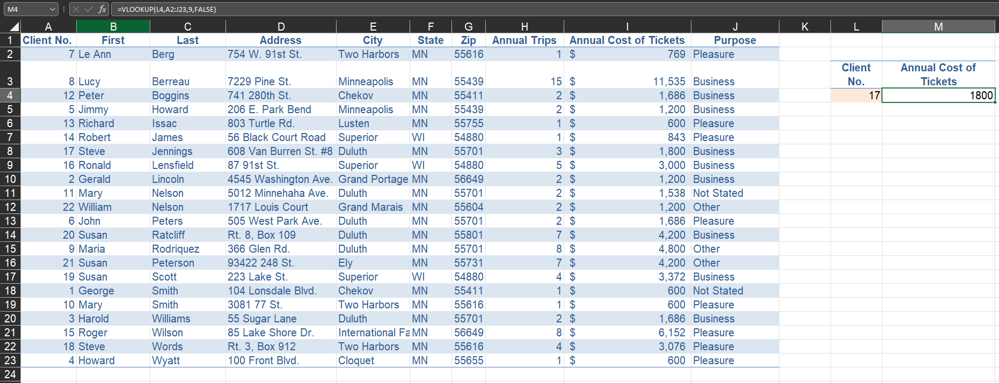 M4 fx =VLOOKUP(L4,A2:J23,9,FALSE)
A B C D E F G H I J K L M
1 Client No. First Last Address City State Zip Annual Trips Annual Cost of Tickets Purpose
2 7 Le Ann Berg 754 W. 91st St. Two Harbors MN 55616 1 $ 769 Pleasure
Client Annual Cost of
3 8 Lucy Berreau 7229 Pine St. Minneapolis MN 55439 15 $ 11,535 Business No. Tickets
4 12 Peter Boggins 741 280th St. Chekov MN 55411 2 $ 1,686 Business 17 1800
5 5 Jimmy Howard 206 E. Park Bend Minneapolis MN 55439 2 $ 1,200 Business
6 13 Richard Issac 803 Turtle Rd. Lusten MN 55755 1 $ 600 Pleasure
7 14 Robert James 56 Black Court Road Superior WI 54880 1 $ 843 Pleasure
8 17 Steve Jennings 608 Van Burren St. #8 Duluth MN 55701 3 $ 1,800 Business
9 16 Ronald Lensfield 87 91st St. Superior WI 54880 5 $ 3,000 Business
10 2 Gerald Lincoln 4545 Washington Ave. Grand Portage MN 56649 2 $ 1,200 Business
11 11 Mary Nelson 5012 Minnehaha Ave. Duluth MN 55701 2 $ 1,538 Not Stated
12 22 William Nelson 1717 Louis Court Grand Marais MN 55604 2 $ 1,200 Other
13 6 John Peters 505 West Park Ave. Duluth MN 55701 2 $ 1,686 Pleasure
14 20 Susan Ratcliff Rt. 8, Box 109 Duluth MN 55801 7 $ 4,200 Business
15 9 Maria Rodriquez 366 Glen Rd. Duluth MN 55701 8 $ 4,800 Other
16 21 Susan Peterson 93422 248 St. Ely MN 55731 7 $ 4,200 Other
17 19 Susan Scott 223 Lake St. Superior WI 54880 4 $ 3,372 Business
18 1 George Smith 104 Lonsdale Blvd. Chekov MN 55411 1 $ 600 Not Stated
19 10 Mary Smith 3081 77 St. Two Harbors MN 55616 1 $ 600 Pleasure
20 3 Harold Williams 55 Sugar Lane Duluth MN 55701 2 $ 1,686 Business
21 15 Roger Wilson 85 Lake Shore Dr. International Fa MN 56649 8 $ 6,152 Pleasure
22 18 Steve Words Rt. 3, Box 912 Two Harbors MN 55616 4 $ 3,076 Pleasure
23 4 Howard Wyatt 100 Front Blvd. Cloquet MN 55655 1 $ 600 Pleasure
24